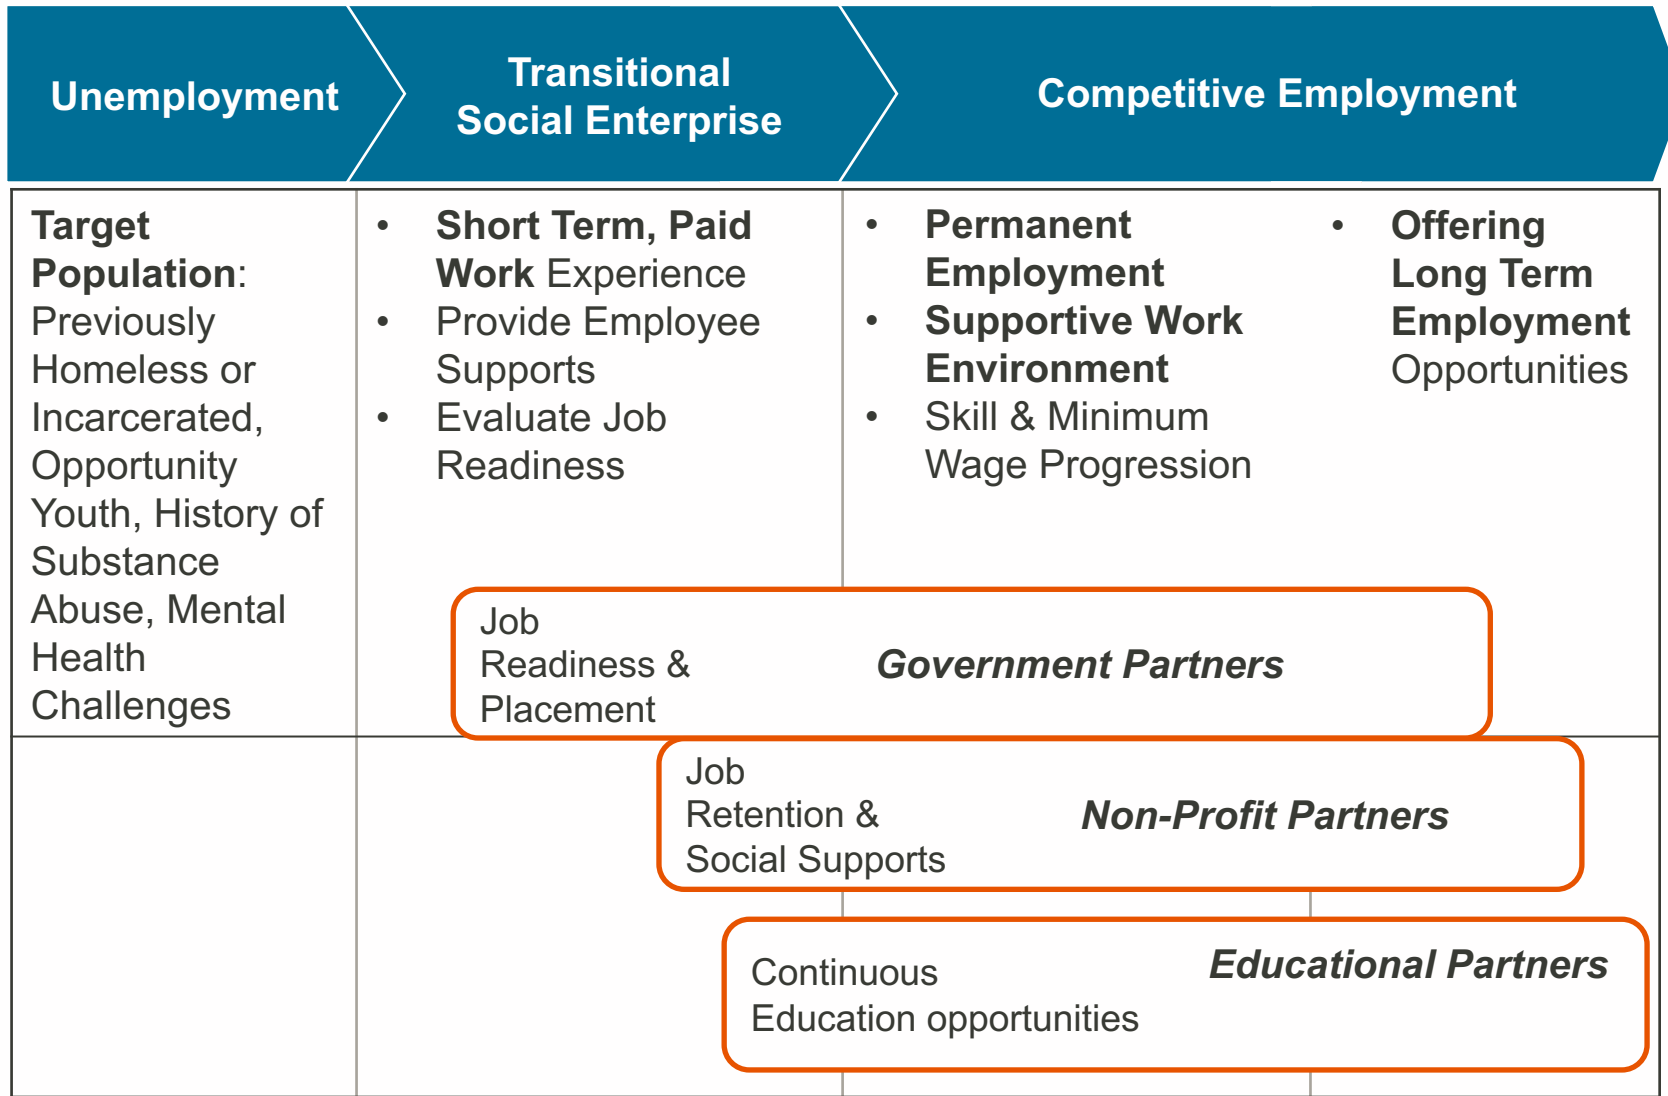 Unemployment
Transitional
Social Enterprise
Competitive Employment
Target
Population:
Previously
Homeless or
Incarcerated,
Opportunity
Youth, History of
Substance
Abuse, Mental
Health
Challenges
• Short Term, Paid
Work Experience
• Provide Employee
Supports
• Evaluate Job
Readiness
• Permanent
Employment
• Supportive Work
Environment
• Skill & Minimum
Wage Progression
• Offering
Long Term
Employment
Opportunities
Job
Readiness &
Placement
Government Partners
Job
Retention &
Social Supports
Non-Profit Partners
Continuous
Education opportunities
Educational Partners